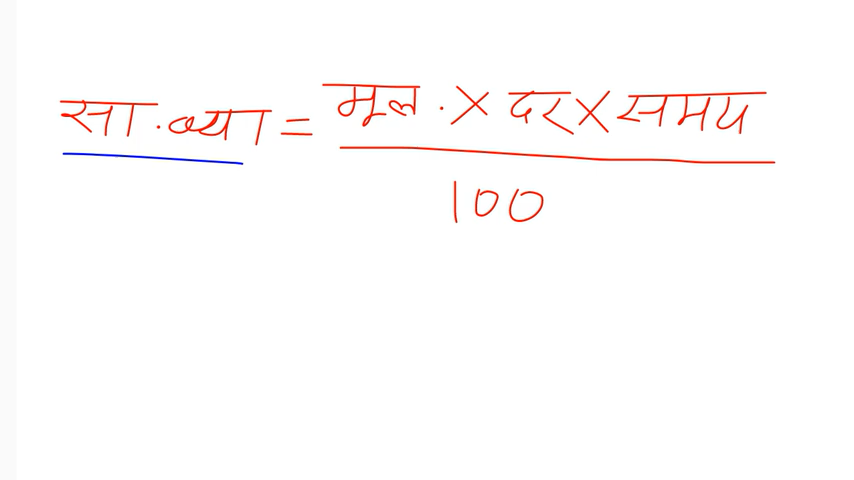 सा.व्या = मूल. × दर × समय
100